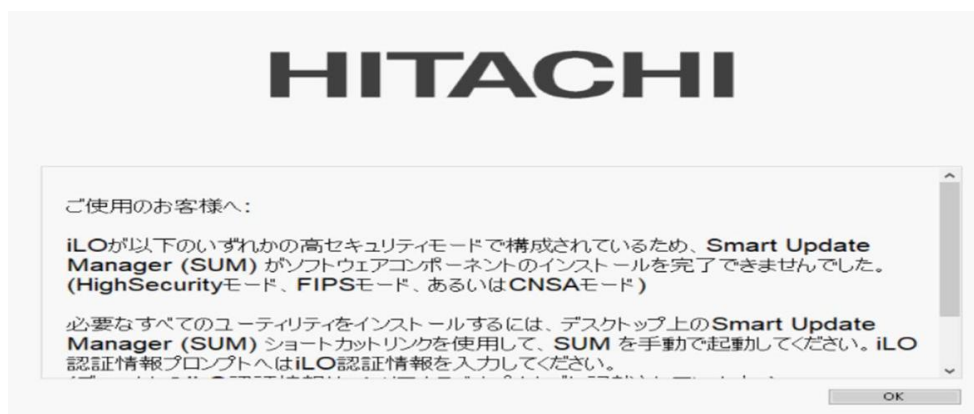 HITACHI
ご使用のお客様へ:
iLOが以下のいずれかの高セキュリティモードで構成されているため、Smart Update
Manager (SUM) がソフトウェアコンポーネントのインストールを完了できませんでした。
(HighSecurityモード、FIPSモード、あるいはCNSAモード)
必要なすべてのユーティリティをインストールするには、デスクトップ上のSmart Update
Manager (SUM) ショートカットリンクを使用して、SUM を手動で起動してください。iLO
認証情報プロンプトへはiLO認証情報を入力してください。
OK